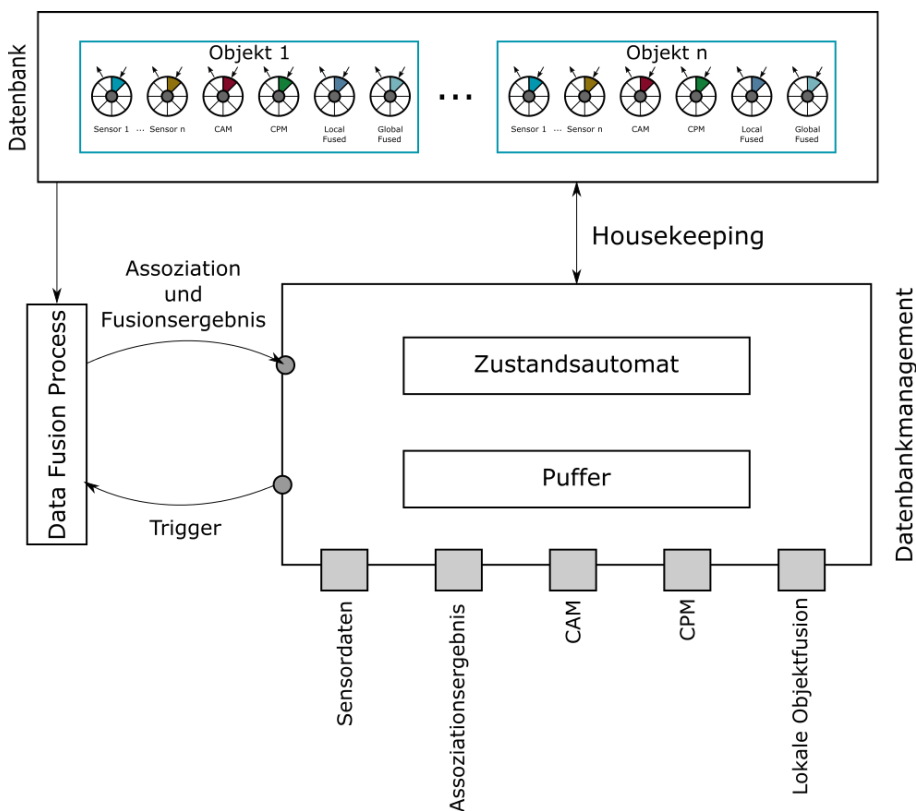 Datenbank
Objekt 1
Sensor 1 ... Sensor n CAM CPM Local Fused Global Fused
...
Objekt n
Sensor 1 ... Sensor n CAM CPM Local Fused Global Fused
Housekeeping
Assoziation
und
Fusionsergebnis
Data Fusion Process
Trigger
Zustandsautomat
Puffer
Datenbankmanagement
Sensordaten
Assoziationsergebnis
CAM
CPM
Lokale Objektfusion